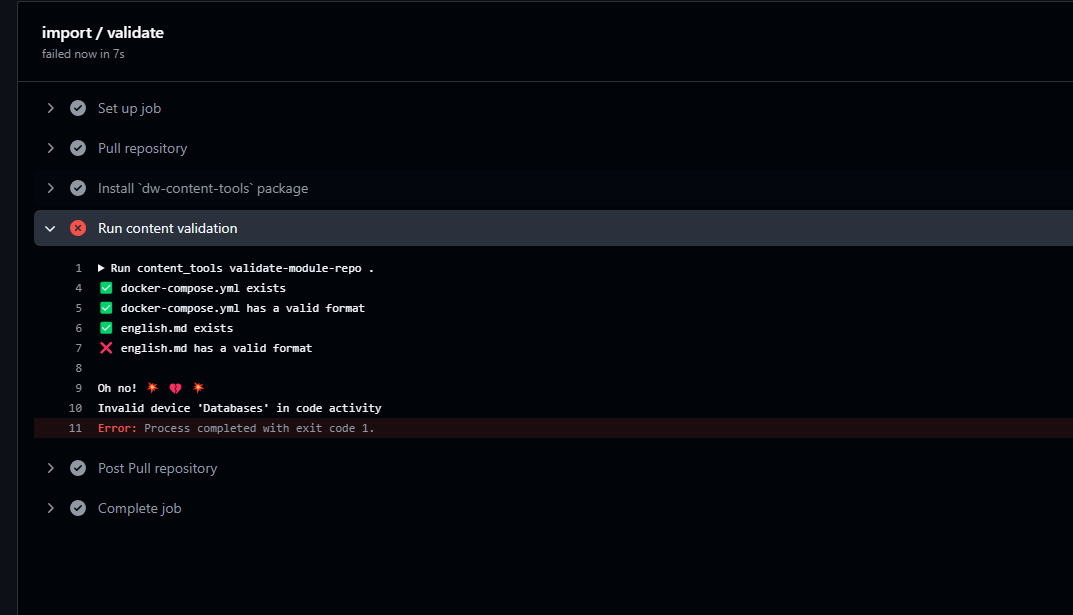 import / validate
failed now in 7s
Set up job
Pull repository
Install `dw-content-tools` package
Run content validation
1 ▶ Run content_tools validate-module-repo .
4 ✅ docker-compose.yml exists
5 ✅ docker-compose.yml has a valid format
6 ✅ english.md exists
7 ❌ english.md has a valid format
8
9 Oh no! 💥 💔 💥
10 Invalid device 'Databases' in code activity
11 Error: Process completed with exit code 1.
Post Pull repository
Complete job